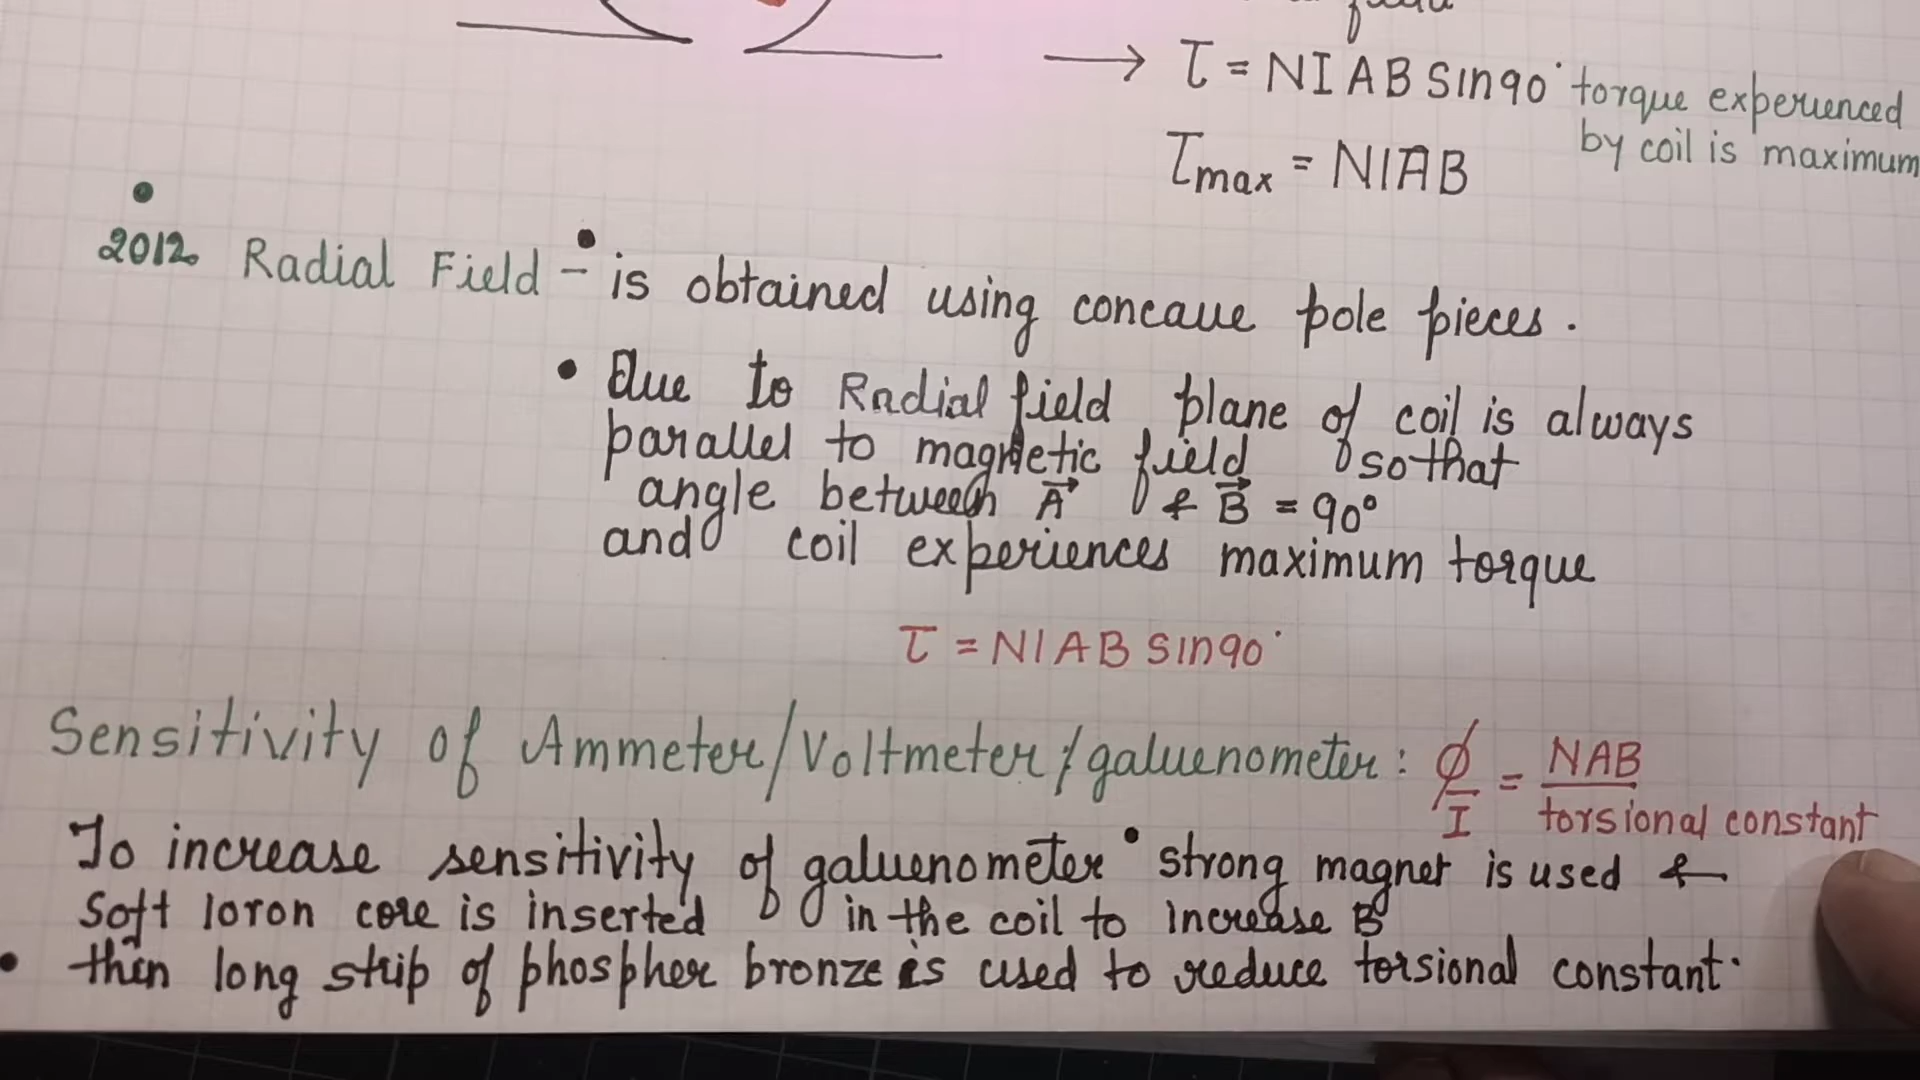 → τ = NIAB Sin90° torque experienced
by coil is maximum
τmax = NIAB
2012. Radial Field - • is obtained using concave pole pieces.
• Due to Radial field plane of coil is always
parallel to magnetic field so that
angle between A⃗ & B⃗ = 90°
and coil experiences maximum torque
τ = NIAB Sin90°
Sensitivity of Ammeter/Voltmeter/galvenometer: ϕ/I = NAB/torsional constant
To increase sensitivity of galvenometer • strong magnet is used &
Soft Ioron core is inserted in the coil to increase B
• thin long strip of phospher bronze is used to reduce torsional constant.